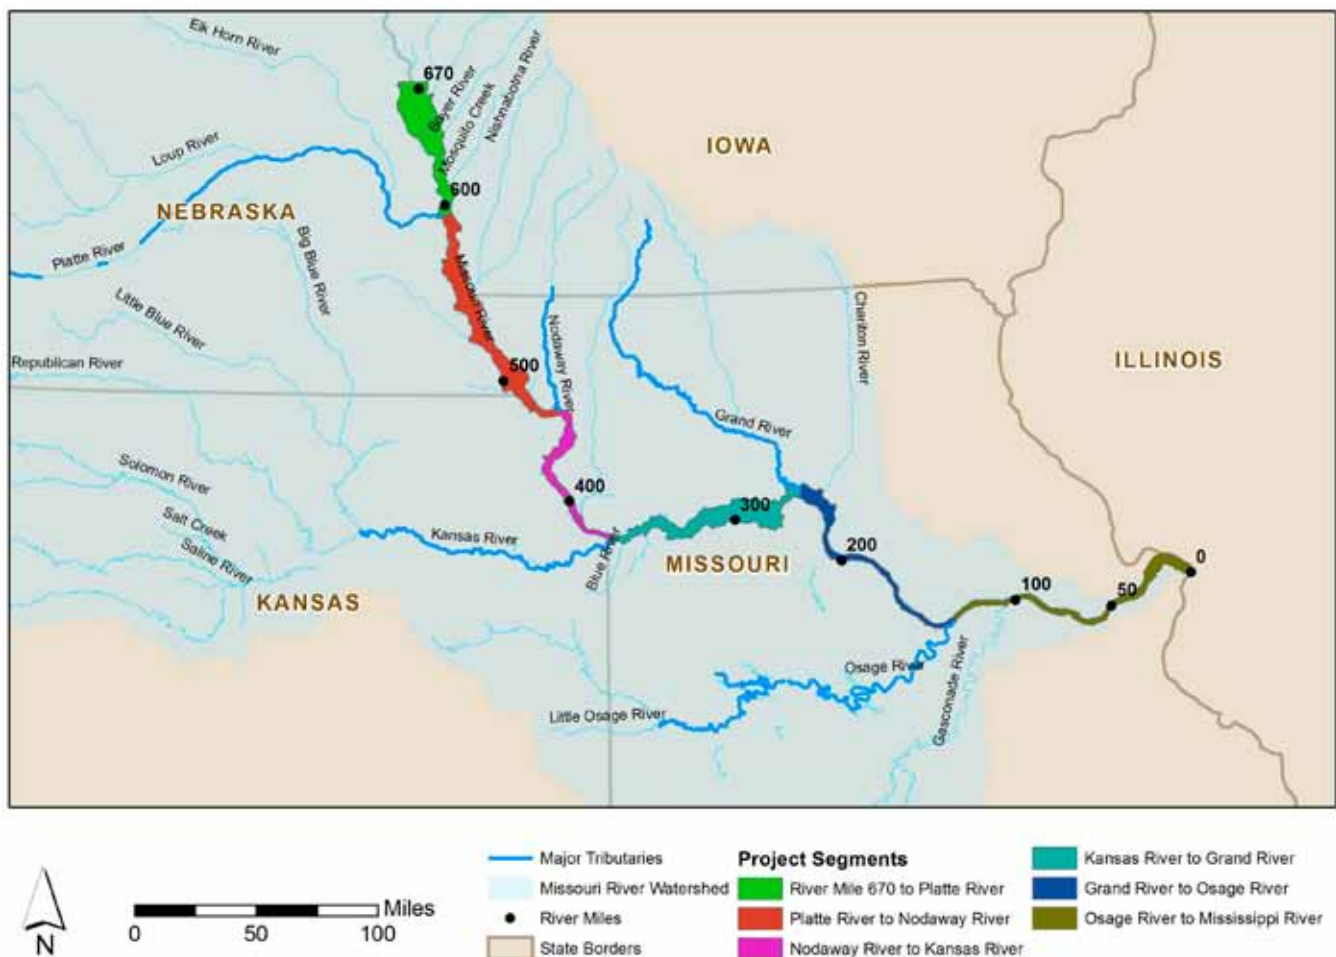 Elk Horn River
670
Boyer River
Mosquito Creek
Nishnabotna River
IOWA
Loup River
600
NEBRASKA
Platte River
Big Blue River
Missouri River
Little Blue River
Nodaway River
Chariton River
Republican River
500
ILLINOIS
Grand River
Solomon River
400
300
Salt Creek
Kansas River
Saline River
Blue River
MISSOURI
200
0
KANSAS
100
50
Osage River
Gasconade River
Little Osage River
N
Miles
0 50 100
Major Tributaries
Missouri River Watershed
River Miles
State Borders
Project Segments
River Mile 670 to Platte River
Platte River to Nodaway River
Nodaway River to Kansas River
Kansas River to Grand River
Grand River to Osage River
Osage River to Mississippi River